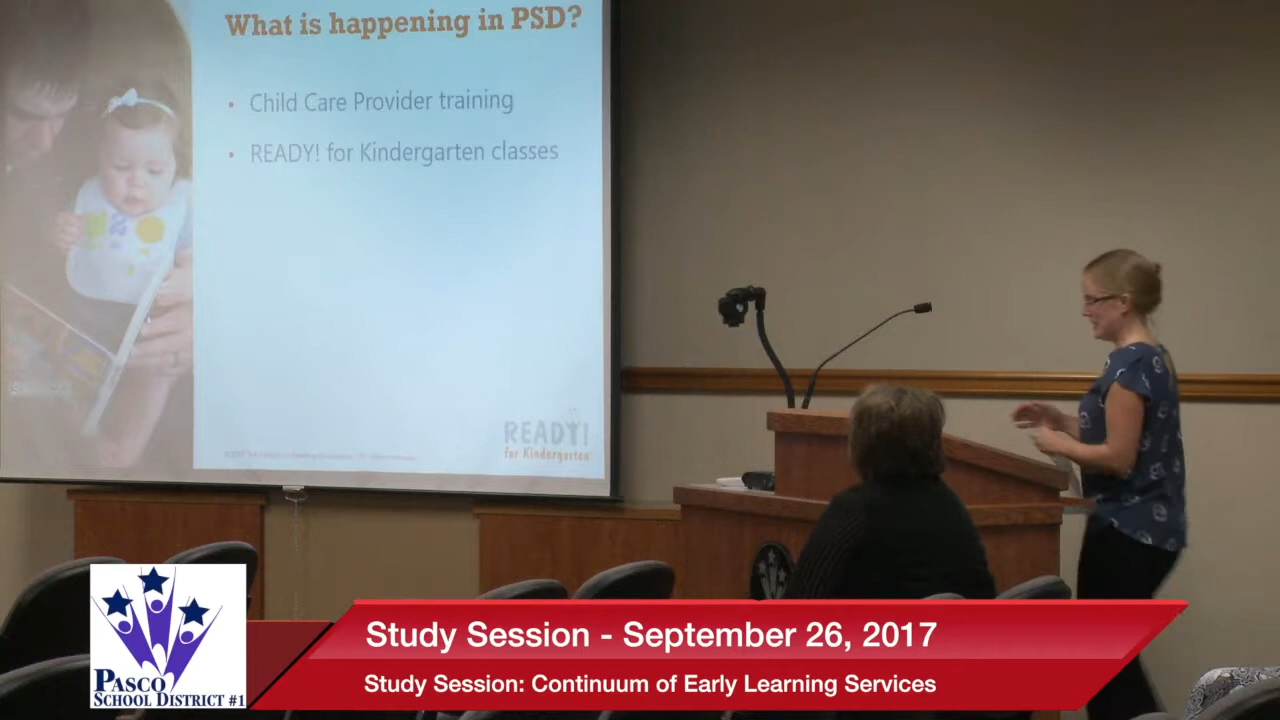 What is happening in PSD?
• Child Care Provider training
• READY! for Kindergarten classes
READY!
for Kindergarten
Study Session - September 26, 2017
Study Session: Continuum of Early Learning Services
PASCO
SCHOOL DISTRICT #1